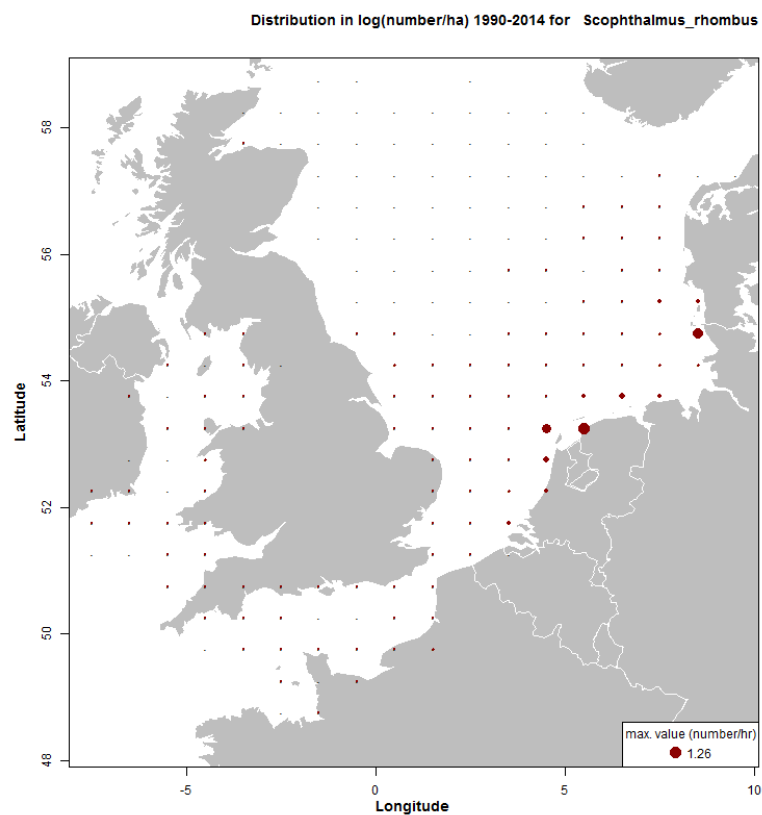 Distribution in log(number/ha) 1990-2014 for Scophthalmus_rhombus
58
56
54
52
50
48
Latitude
-5
0
5
10
Longitude
max. value (number/hr)
1.26